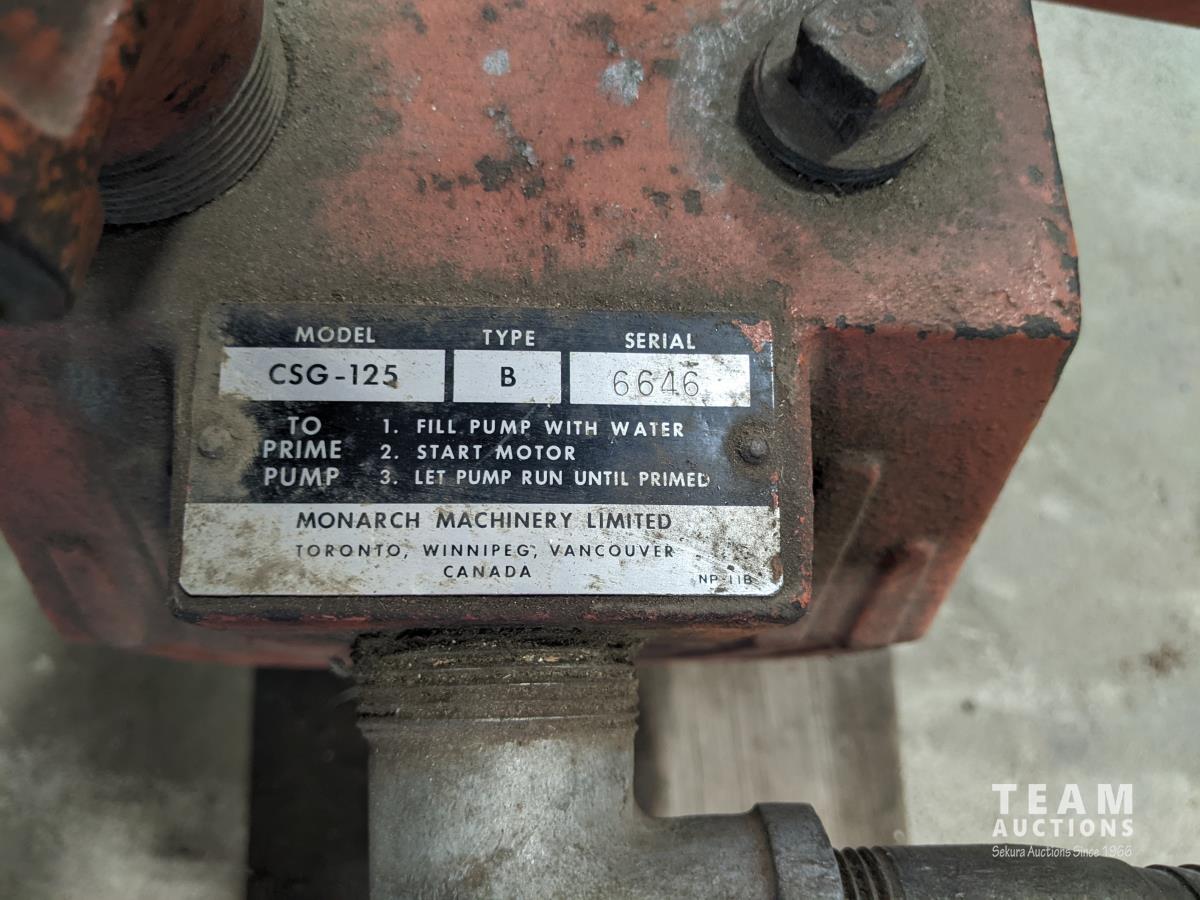 MODEL TYPE SERIAL
CSG-125 B 6646
TO PRIME PUMP
1. FILL PUMP WITH WATER
2. START MOTOR
3. LET PUMP RUN UNTIL PRIMED
MONARCH MACHINERY LIMITED
TORONTO, WINNIPEG, VANCOUVER
CANADA
NP-11B
TEAM
AUCTIONS
Sekura Auctions Since 1966